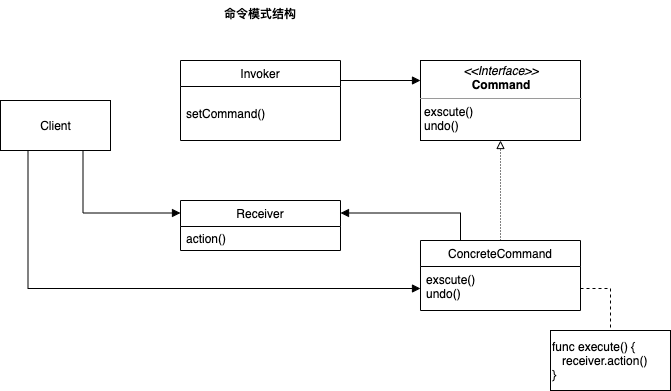 命令模式结构
Invoker
setCommand()
<<Interface>>
Command
exscute()
undo()
Client
Receiver
action()
ConcreteCommand
exscute()
undo()
func execute() {
receiver.action()
}